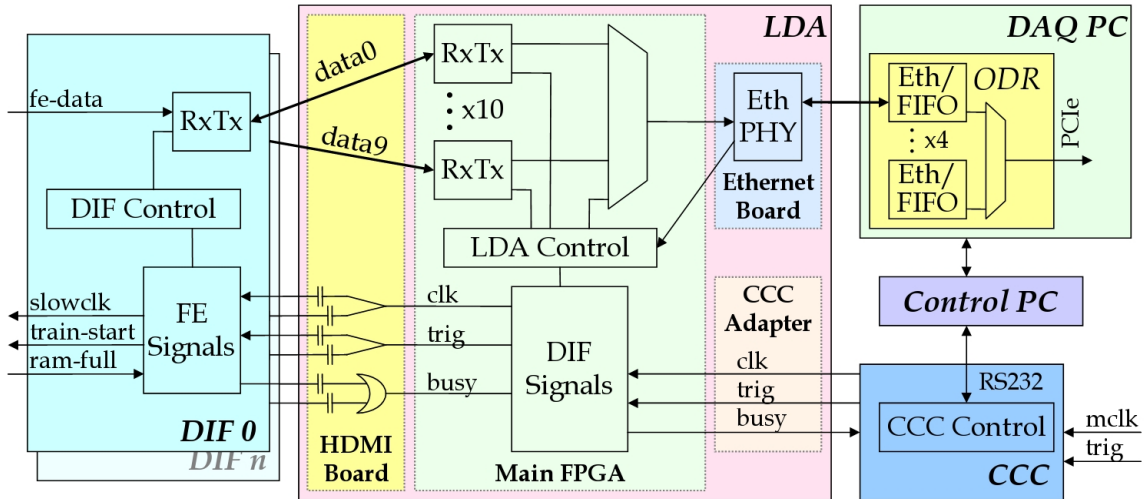 fe-data
RxTx
DIF Control
slowclk
train-start
ram-full
FE
Signals
DIF 0
DIF n
data0
data9
HDMI
Board
LDA
RxTx
x10
RxTx
LDA Control
clk
trig
busy
DIF
Signals
Main FPGA
Eth
PHY
Ethernet
Board
CCC
Adapter
clk
trig
busy
DAQ PC
ODR
Eth/
FIFO
x4
Eth/
FIFO
PCIe
Control PC
RS232
CCC Control
CCC
mclk
trig